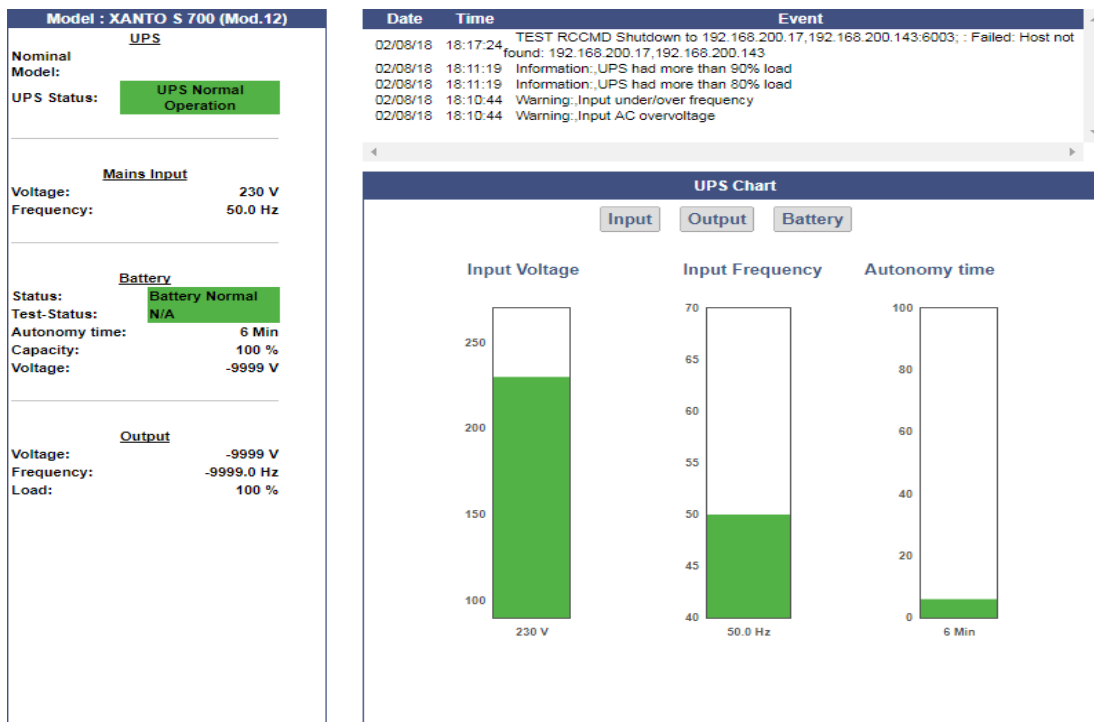 Model : XANTO S 700 (Mod.12)
UPS
Nominal
Model:
UPS Status: UPS Normal
Operation
Mains Input
Voltage: 230 V
Frequency: 50.0 Hz
Battery
Status: Battery Normal
Test-Status: N/A
Autonomy time: 6 Min
Capacity: 100 %
Voltage: -9999 V
Output
Voltage: -9999 V
Frequency: -9999.0 Hz
Load: 100 %
Date Time Event
02/08/18 18:17:24 TEST RCCMD Shutdown to 192.168.200.17,192.168.200.143:6003; : Failed: Host not
found: 192.168.200.17,192.168.200.143
02/08/18 18:11:19 Information:,UPS had more than 90% load
02/08/18 18:11:19 Information:,UPS had more than 80% load
02/08/18 18:10:44 Warning:,Input under/over frequency
02/08/18 18:10:44 Warning:,Input AC overvoltage
UPS Chart
Input Output Battery
Input Voltage
250
200
150
100
230 V
Input Frequency
70
65
60
55
50
45
40
50.0 Hz
Autonomy time
100
80
60
40
20
0
6 Min